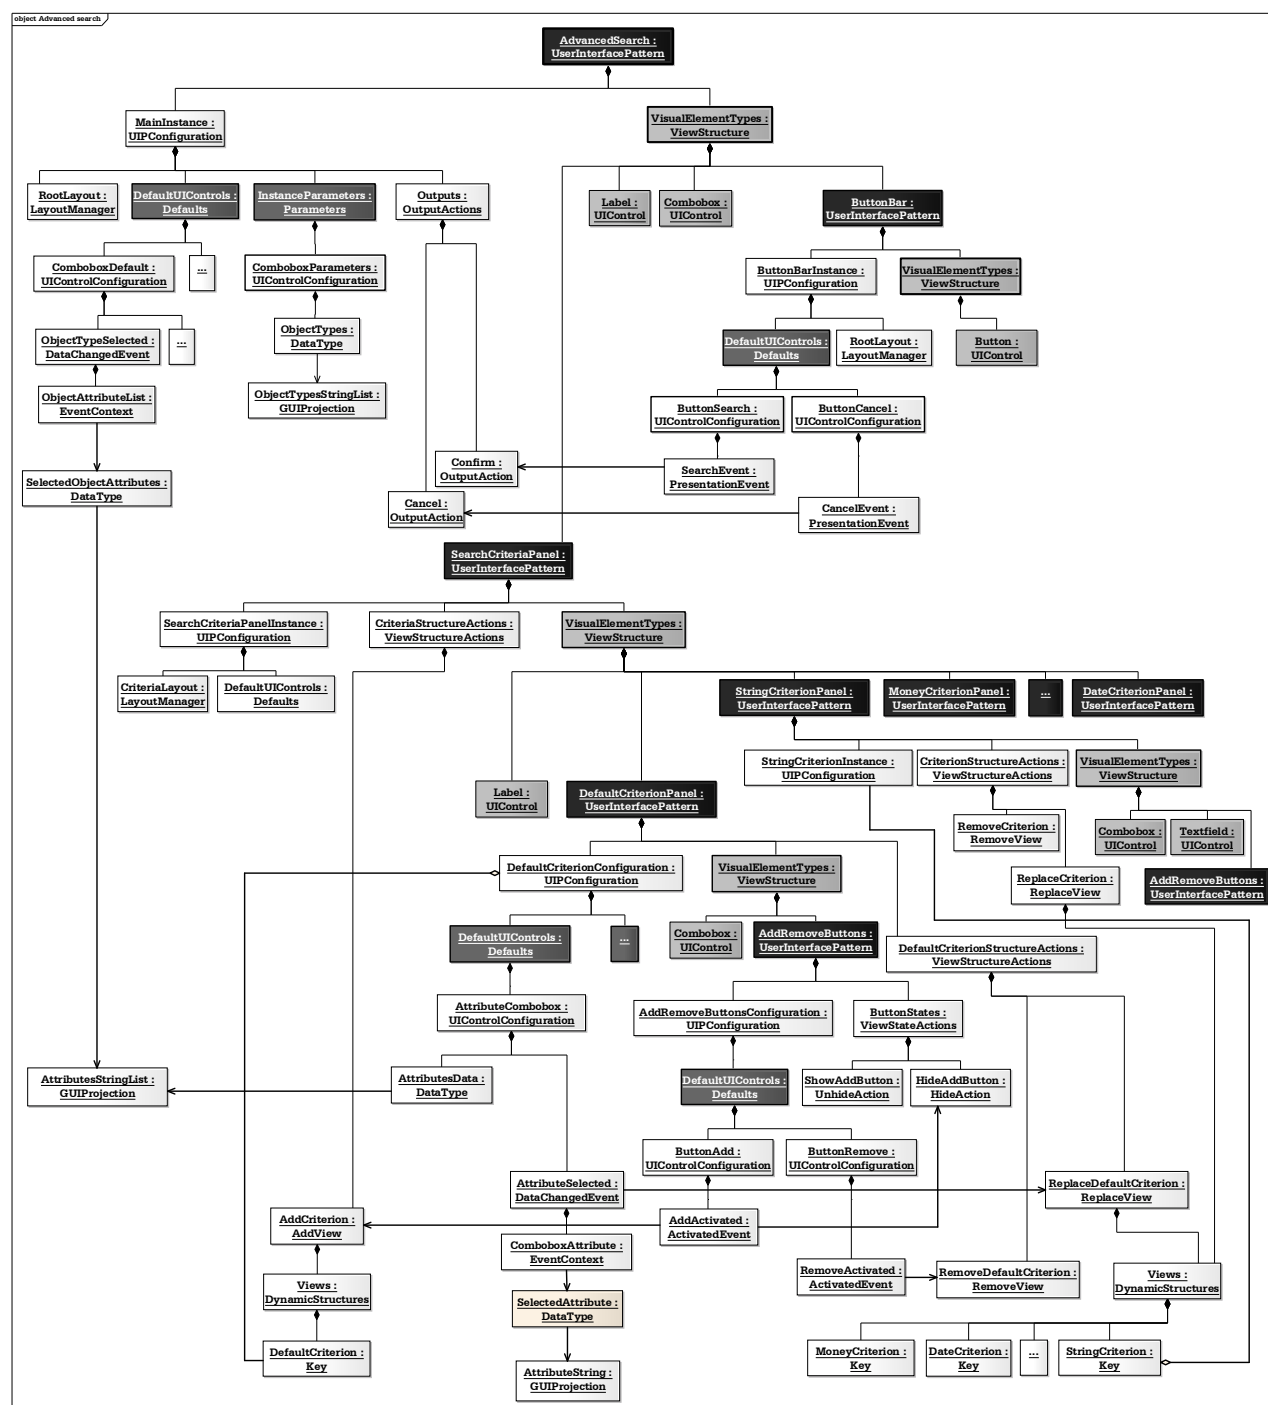 object Advanced search
AdvancedSearch :
UserInterfacePattern
MainInstance :
UIPConfiguration
VisualElementTypes :
ViewStructure
RootLayout :
LayoutManager
DefaultUIControls :
Defaults
InstanceParameters :
Parameters
Outputs :
OutputActions
Label :
UIControl
Combobox :
UIControl
ButtonBar :
UserInterfacePattern
ComboboxDefault :
UIControlConfiguration
...
ComboboxParameters :
UIControlConfiguration
ButtonBarInstance :
UIPConfiguration
VisualElementTypes :
ViewStructure
ObjectTypeSelected :
DataChangedEvent
...
ObjectTypes :
DataType
DefaultUIControls :
Defaults
RootLayout :
LayoutManager
Button :
UIControl
ObjectAttributeList :
EventContext
ObjectTypesStringList :
GUIProjection
ButtonSearch :
UIControlConfiguration
ButtonCancel :
UIControlConfiguration
SelectedObjectAttributes :
DataType
Confirm :
OutputAction
SearchEvent :
PresentationEvent
Cancel :
OutputAction
CancelEvent :
PresentationEvent
SearchCriteriaPanel :
UserInterfacePattern
SearchCriteriaPanelInstance :
UIPConfiguration
CriteriaStructureActions :
ViewStructureActions
VisualElementTypes :
ViewStructure
CriteriaLayout :
LayoutManager
DefaultUIControls :
Defaults
StringCriterionPanel :
UserInterfacePattern
MoneyCriterionPanel :
UserInterfacePattern
...
DateCriterionPanel :
UserInterfacePattern
StringCriterionInstance :
UIPConfiguration
CriterionStructureActions :
ViewStructureActions
VisualElementTypes :
ViewStructure
Label :
UIControl
DefaultCriterionPanel :
UserInterfacePattern
RemoveCriterion :
RemoveView
Combobox :
UIControl
Textfield :
UIControl
DefaultCriterionConfiguration :
UIPConfiguration
VisualElementTypes :
ViewStructure
ReplaceCriterion :
ReplaceView
AddRemoveButtons :
UserInterfacePattern
DefaultUIControls :
Defaults
...
Combobox :
UIControl
AddRemoveButtons :
UserInterfacePattern
DefaultCriterionStructureActions :
ViewStructureActions
AttributeCombobox :
UIControlConfiguration
AddRemoveButtonsConfiguration :
UIPConfiguration
ButtonStates :
ViewStateActions
AttributesStringList :
GUIProjection
AttributesData :
DataType
DefaultUIControls :
Defaults
ShowAddButton :
UnhideAction
HideAddButton :
HideAction
ButtonAdd :
UIControlConfiguration
ButtonRemove :
UIControlConfiguration
AttributeSelected :
DataChangedEvent
ReplaceDefaultCriterion :
ReplaceView
AddCriterion :
AddView
AddActivated :
ActivatedEvent
ComboboxAttribute :
EventContext
RemoveActivated :
ActivatedEvent
RemoveDefaultCriterion :
RemoveView
Views :
DynamicStructures
Views :
DynamicStructures
SelectedAttribute :
DataType
DefaultCriterion :
Key
MoneyCriterion :
Key
DateCriterion :
Key
...
StringCriterion :
Key
AttributeString :
GUIProjection